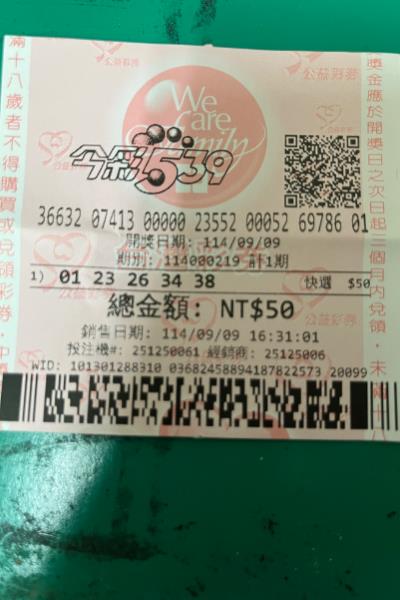 公益彩券
We
Care
Family
今彩539
36632 07413 00000 23552 00052 69786 01
開獎日期: 114/09/09
期別: 114000219 計1期
1) 01 23 26 34 38 快選 $50
總金額: NT$50
銷售日期: 114/09/09 16:31:01
投注機#: 251250061 經銷商: 25125006
WID: 101301288310 03682458894187822573 20099
滿十八歲者不得購買或兌領彩券
獎金應於開獎日之次日起三個月內兌領